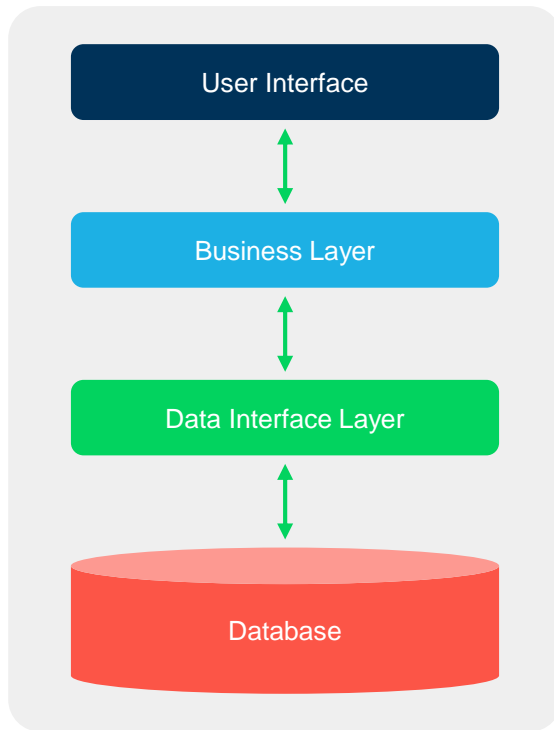 User Interface
Business Layer
Data Interface Layer
Database